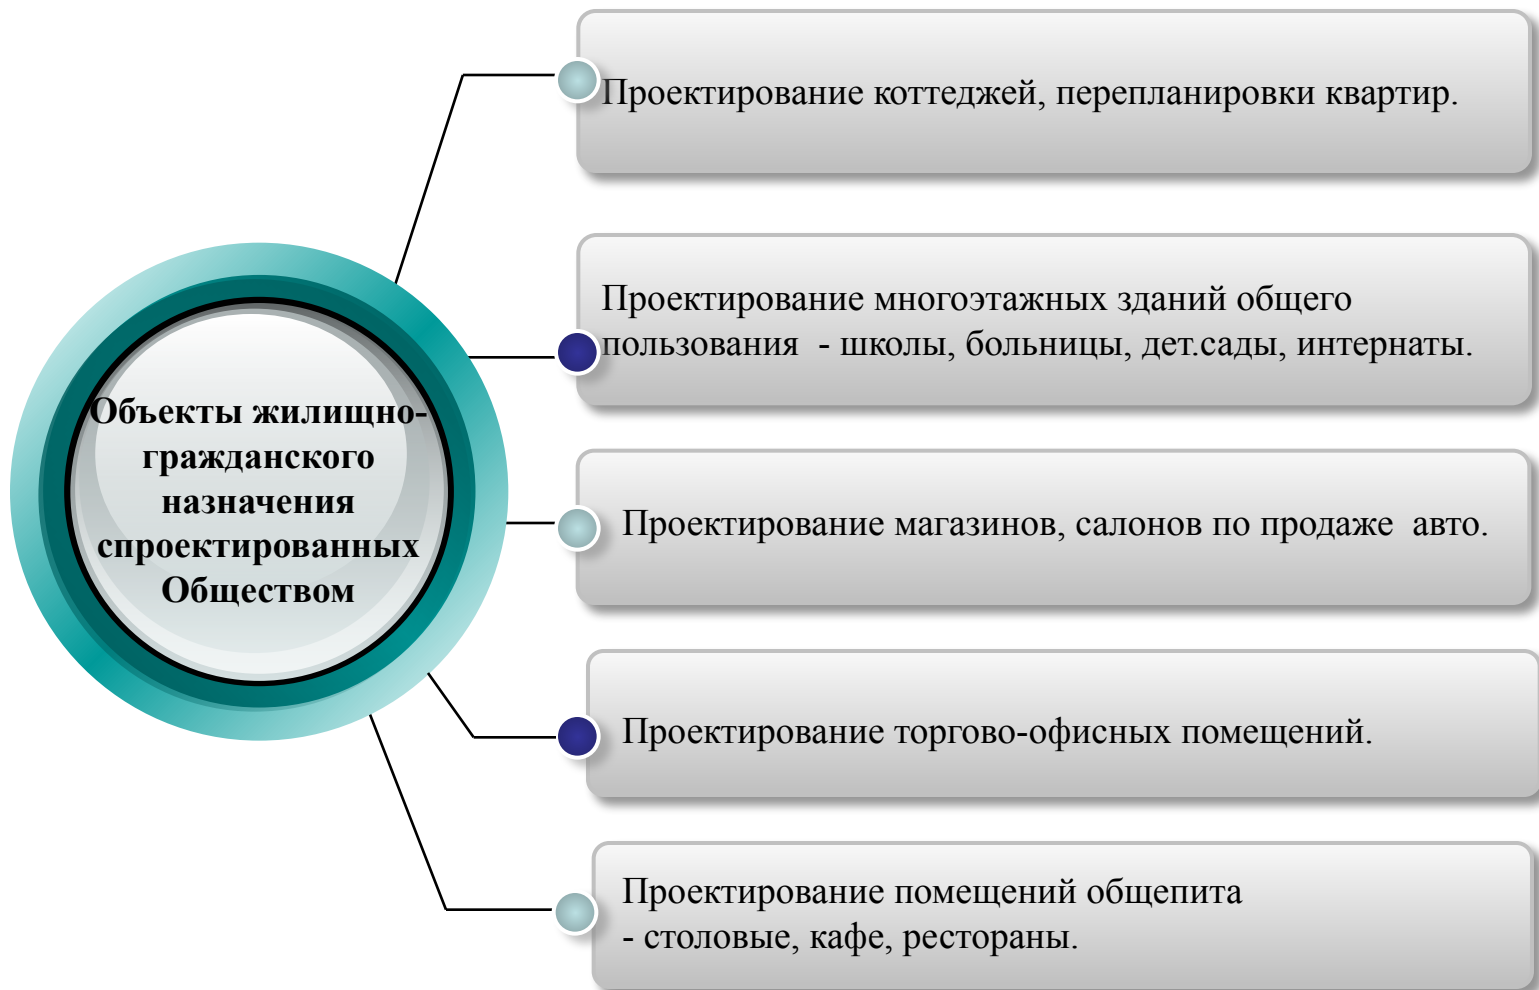 Проектирование коттеджей, перепланировки квартир.
Проектирование многоэтажных зданий общего
пользования  - школы, больницы, дет.сады, интернаты.
Объекты жилищно-
гражданского
назначения
спроектированных
Обществом
Проектирование магазинов, салонов по продаже  авто.
Проектирование торгово-офисных помещений.
Проектирование помещений общепита
- столовые, кафе, рестораны.